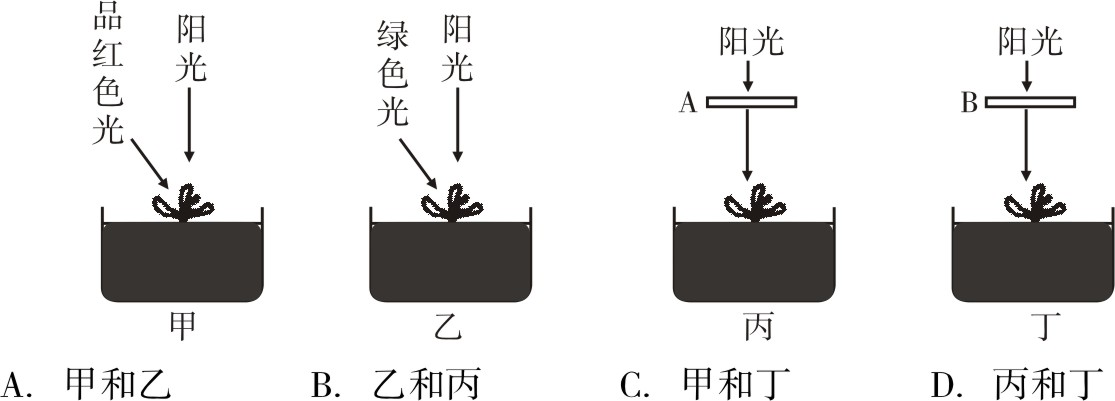 品红色光
阳光
绿色光
阳光
阳光
A
阳光
B
甲
乙
丙
丁
A. 甲和乙 B. 乙和丙 C. 甲和丁 D. 丙和丁